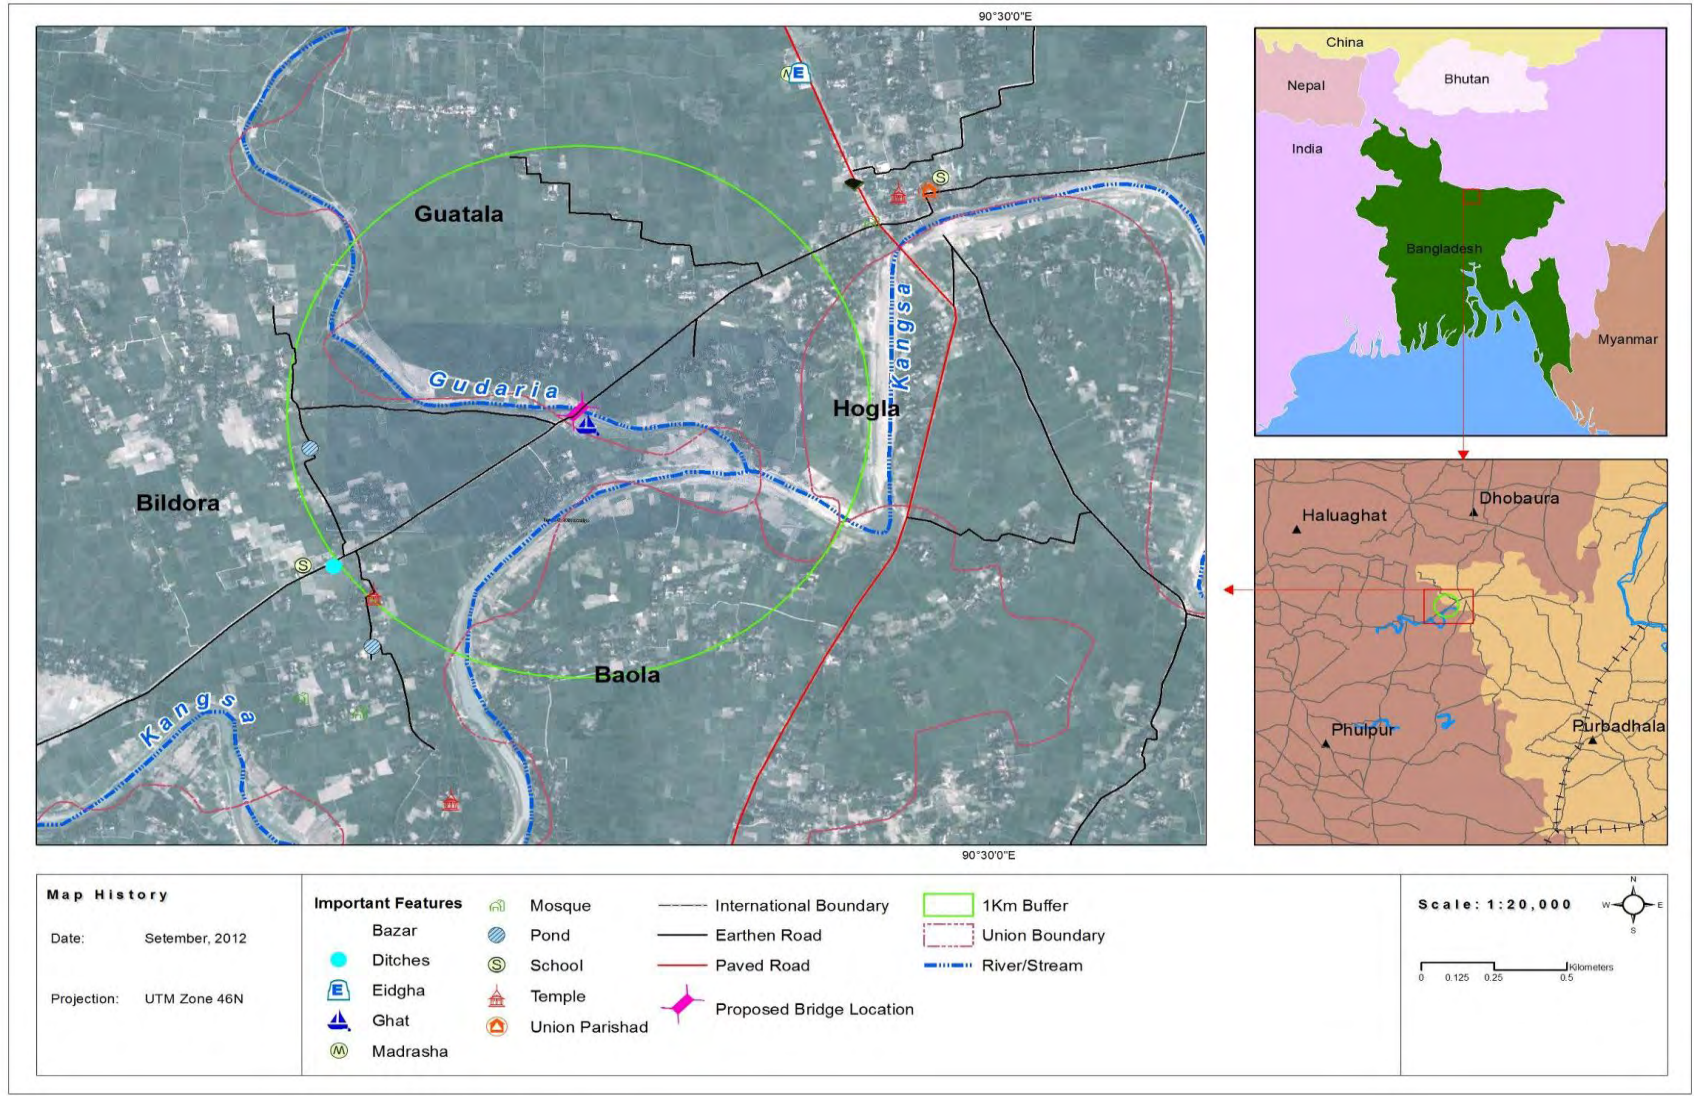 90°30'0"E
Guatala
Gudaria
Kangsa
Hogla
Bildora
Baola
Kangsa
90°30'0"E
China
Nepal
Bhutan
India
Bangladesh
Myanmar
Dhobaura
Haluaghat
Phulpur
Purbadhala
Map History
Date: Setember, 2012
Projection: UTM Zone 46N
Important Features
Bazar
Ditches
E Eidgha
Ghat
M Madrasha
Mosque
Pond
S School
Temple
Union Parishad
International Boundary
Earthen Road
Paved Road
Proposed Bridge Location
1Km Buffer
Union Boundary
River/Stream
Scale: 1:20,000
N
W E
S
0 0.125 0.25 0.5 Kilometers